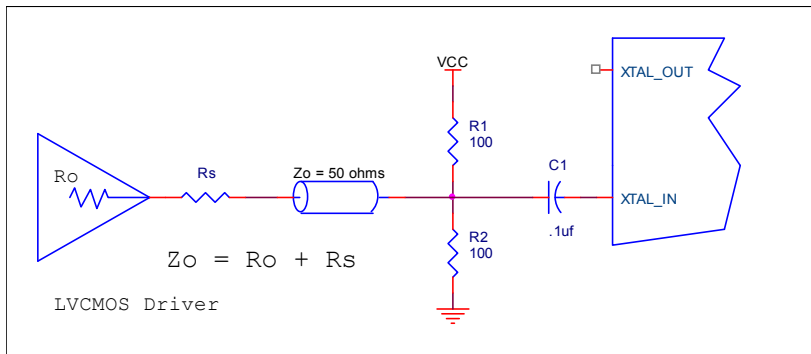 VCC
XTAL_OUT
R1
100
Ro
Rs
Zo = 50 ohms
C1
XTAL_IN
.1uf
R2
100
Zo = Ro + Rs
LVCMOS Driver